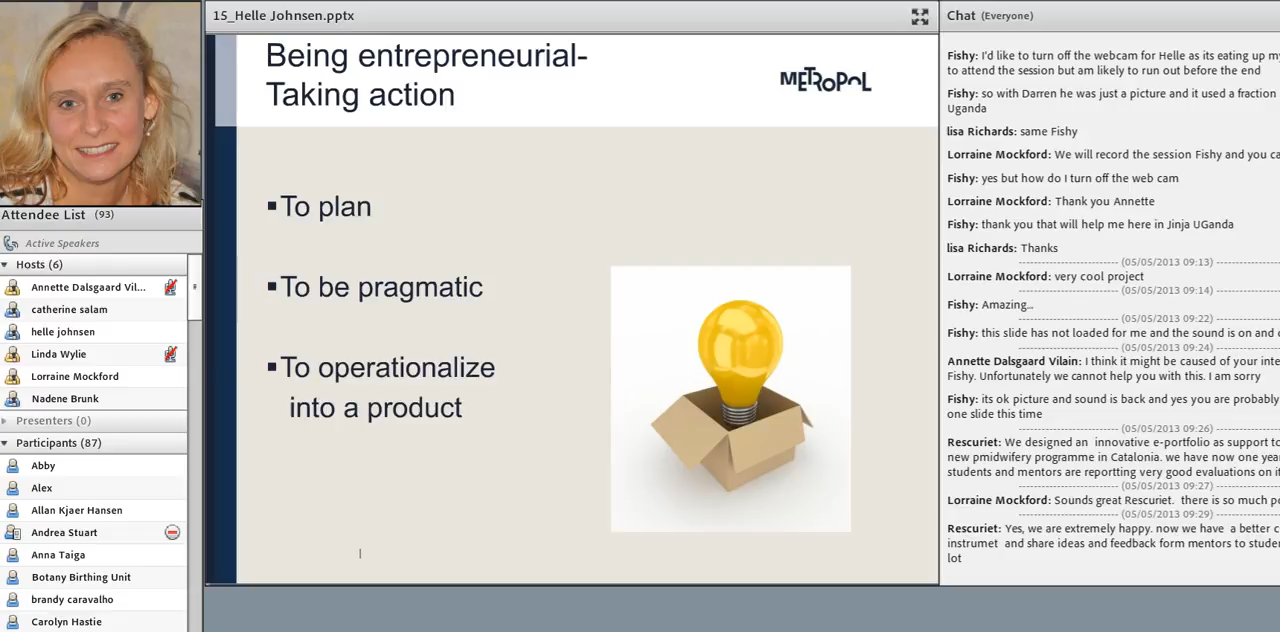 15_Helle Johnsen.pptx
Being entrepreneurial-
Taking action
METROPOL
▪To plan
▪To be pragmatic
▪To operationalize
into a product
Attendee List (93)
Active Speakers
Hosts (6)
Annette Dalsgaard Vil...
catherine salam
helle johnsen
Linda Wylie
Lorraine Mockford
Nadene Brunk
Presenters (0)
Participants (87)
Abby
Alex
Allan Kjaer Hansen
Andrea Stuart
Anna Taiga
Botany Birthing Unit
brandy caravalho
Carolyn Hastie
Chat (Everyone)
Fishy: I'd like to turn off the webcam for Helle as its eating up
to attend the session but am likely to run out before the end
Fishy: so with Darren he was just a picture and it used a fraction
Uganda
lisa Richards: same Fishy
Lorraine Mockford: We will record the session Fishy and you
Fishy: yes but how do I turn off the web cam
Lorraine Mockford: Thank you Annette
Fishy: thank you that will help me here in Jinja UGanda
lisa Richards: Thanks
(05/05/2013 09:13)
Lorraine Mockford: very cool project
(05/05/2013 09:14)
Fishy: Amazing...
(05/05/2013 09:22)
Fishy: this slide has not loaded for me and the sound is on and
(05/05/2013 09:24)
Annette Dalsgaard Vilain: I think it might be caused of your
Fishy. Unfortunately we cannot help you with this. I am sorry
Fishy: its ok picture and sound is back and yes you are probably
one slide this time
(05/05/2013 09:26)
Rescuriet: We designed an innovative e-portfolio as support to
new pmidwifery programme in Catalonia. we have now one
students and mentors are reportting very good evaluations on
(05/05/2013 09:27)
Lorraine Mockford: Sounds great Rescuriet. there is so much
(05/05/2013 09:29)
Rescuriet: Yes, we are extremely happy. now we have a better
instrumet and share ideas and feedback form mentors to
lot